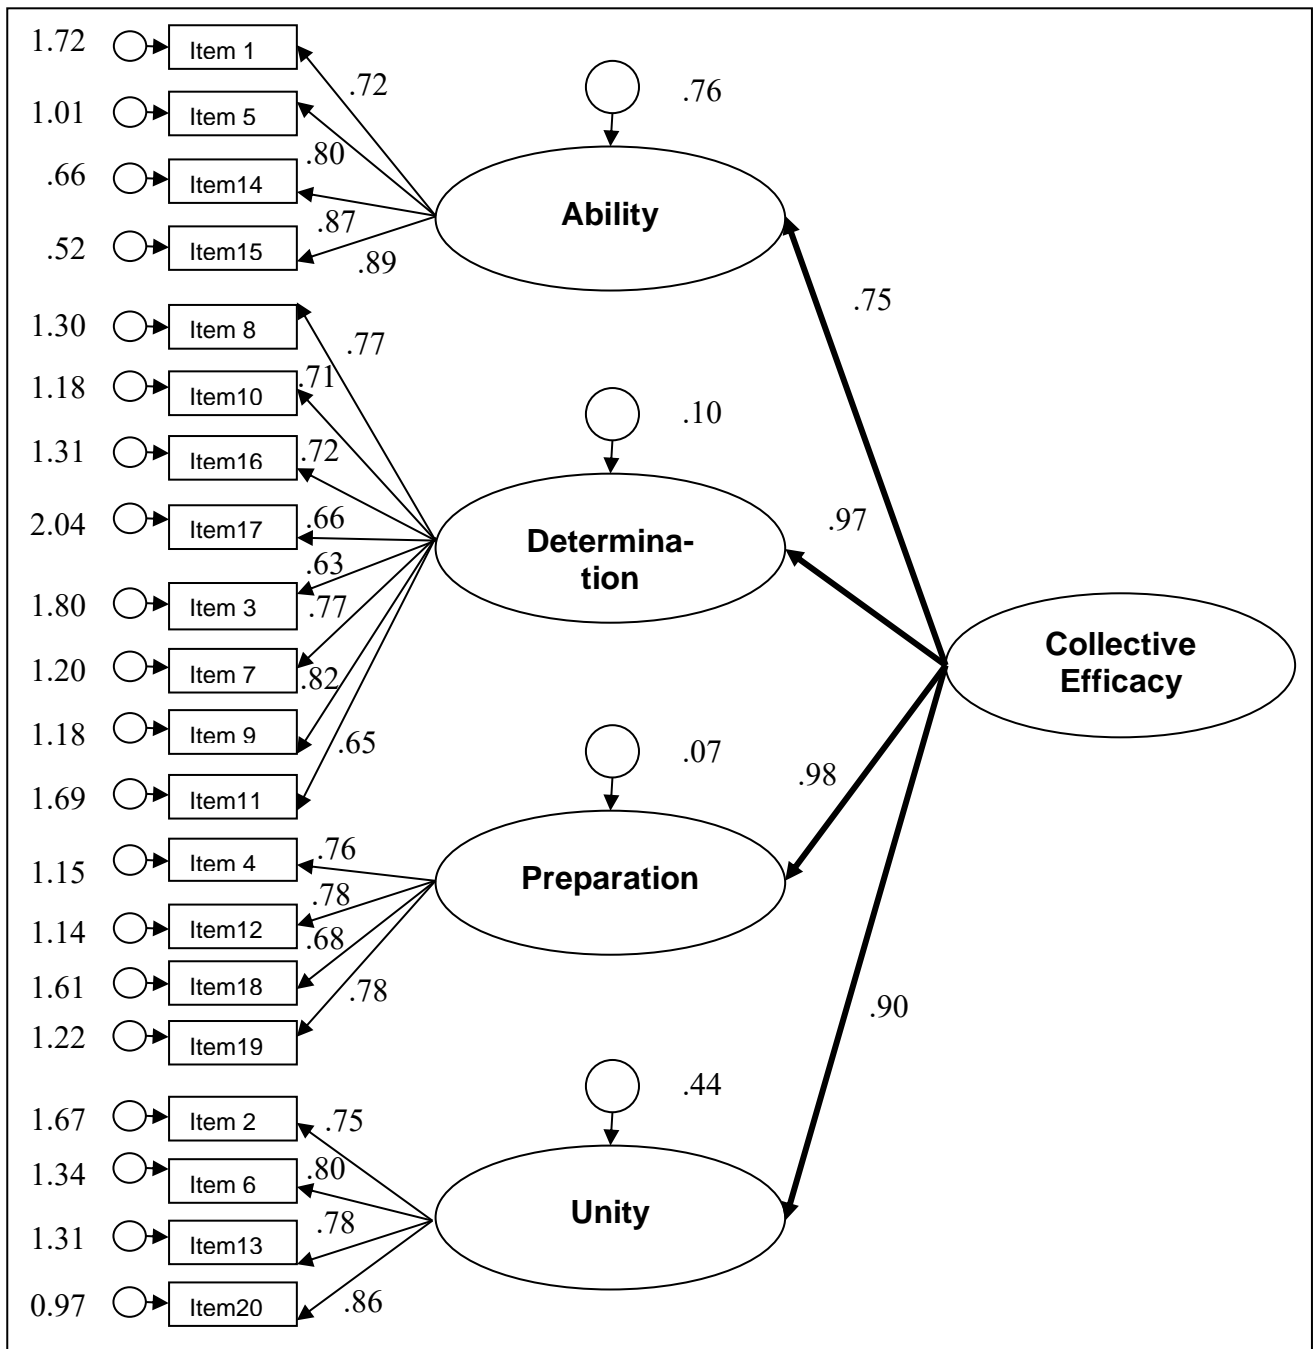 1.72 Item 1 .72
1.01 Item 5 .80
.66 Item14 .87
.52 Item15 .89
.76
Ability
.75
1.30 Item 8 .77
1.18 Item10 .71
1.31 Item16 .72
2.04 Item17 .66
1.80 Item 3 .63
1.20 Item 7 .77
1.18 Item 9 .82
1.69 Item11 .65
.10
Determina-
tion
.97
Collective
Efficacy
1.15 Item 4 .76
1.14 Item12 .78
1.61 Item18 .68
1.22 Item19 .78
.07
Preparation
.98
1.67 Item 2 .75
1.34 Item 6 .80
1.31 Item13 .78
0.97 Item20 .86
.44
Unity
.90